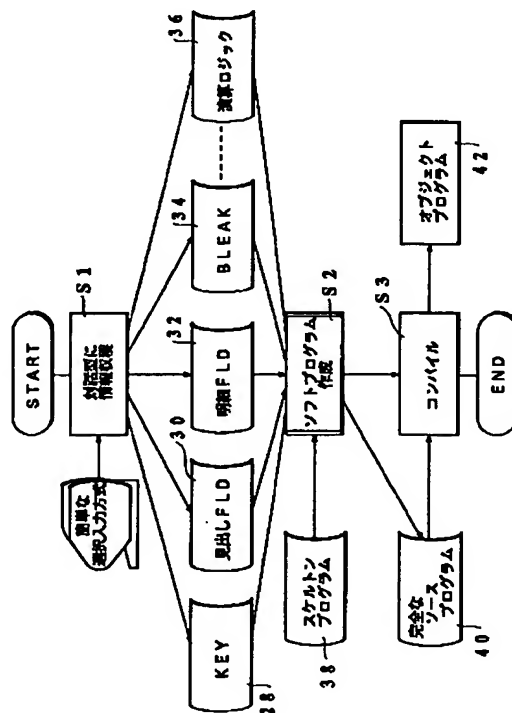 START
S1
対話型に
情報収穫
簡単な
選択入力方式
KEY
28
見出しFLD
30
明細FLD
32
BLEAK
34
演算ロジック
36
スケルトン
プログラム
38
ソフトプログラム
作成
S2
完全な
ソース
プログラム
40
コンパイル
S3
オブジェクト
プログラム
42
END